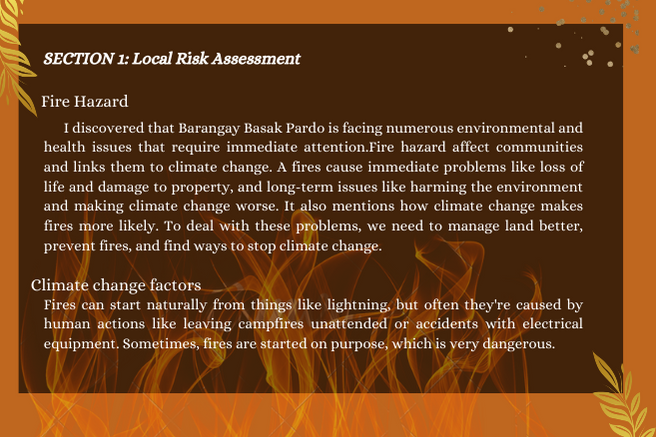 SECTION 1: Local Risk Assessment
Fire Hazard
I discovered that Barangay Basak Pardo is facing numerous environmental and
health issues that require immediate attention.Fire hazard affect communities
and links them to climate change. A fires cause immediate problems like loss of
life and damage to property, and long-term issues like harming the environment
and making climate change worse. It also mentions how climate change makes
fires more likely. To deal with these problems, we need to manage land better,
prevent fires, and find ways to stop climate change.
Climate change factors
Fires can start naturally from things like lightning, but often they're caused by
human actions like leaving campfires unattended or accidents with electrical
equipment. Sometimes, fires are started on purpose, which is very dangerous.